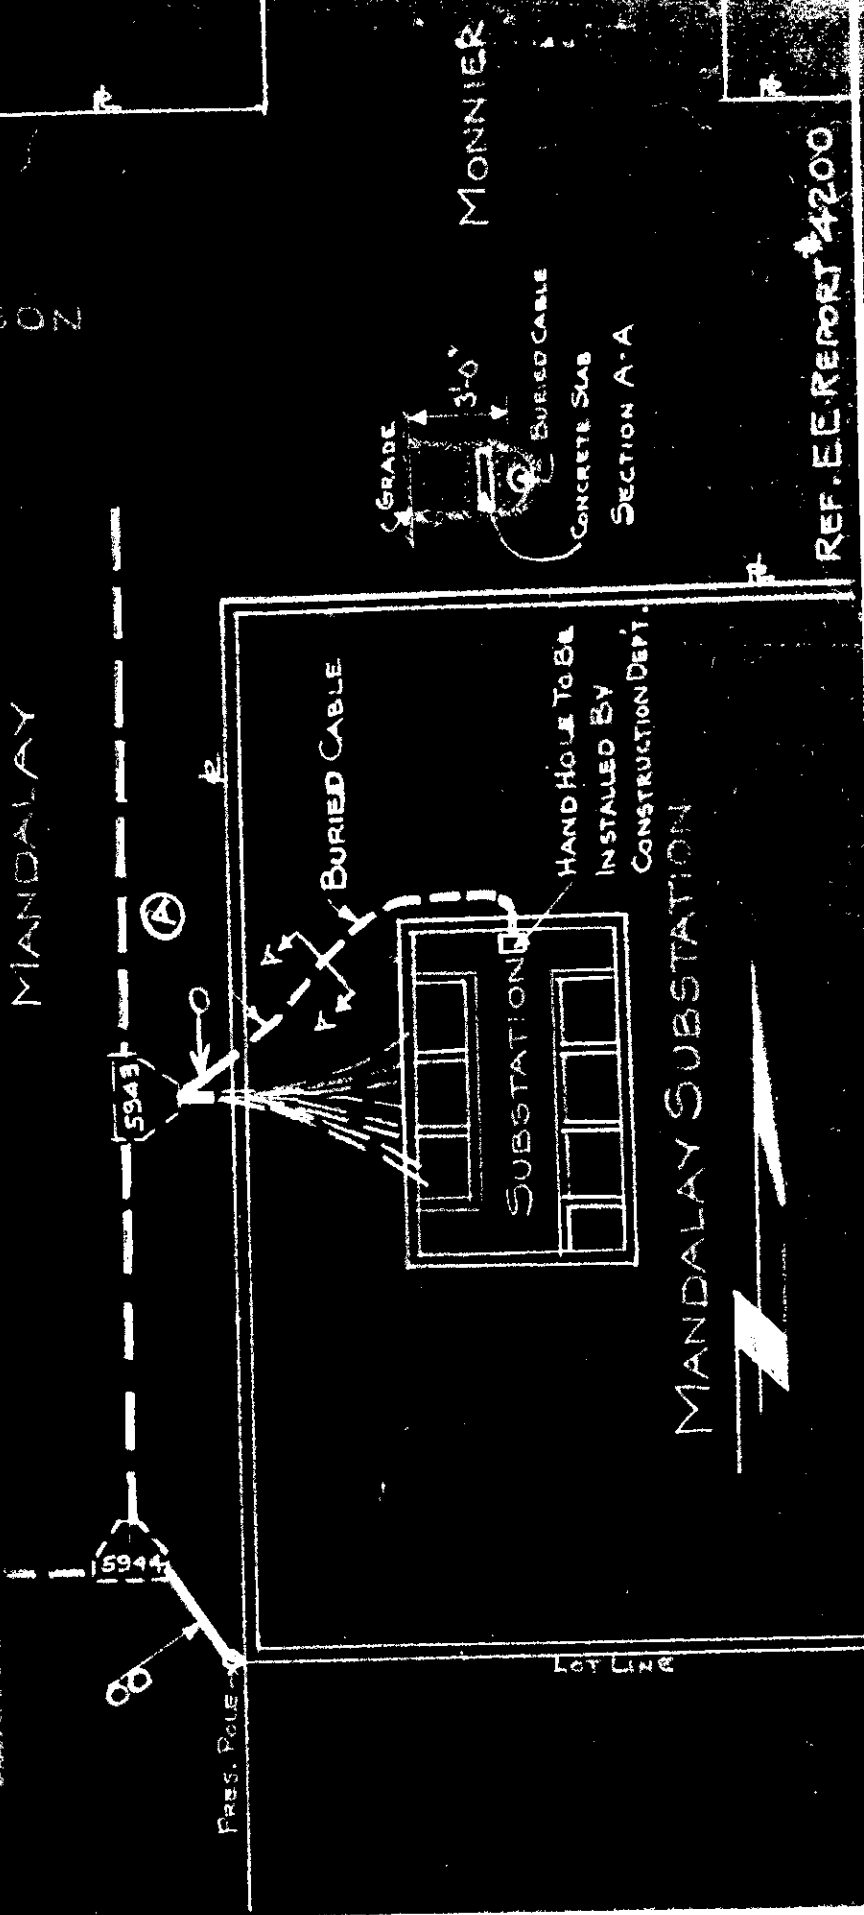 MANDALAY
MONNIER
GRADE
3'-0"
BURIED CABLE
CONCRETE SLAB
SECTION A-A
REF. E.E. REPORT #4200
5943
A
BURIED CABLE
A
A
HAND HOLE TO BE
INSTALLED BY
CONSTRUCTION DEPT.
SUBSTATION
MANDALAY SUBSTATION
5944
PRES. POLE
LOT LINE